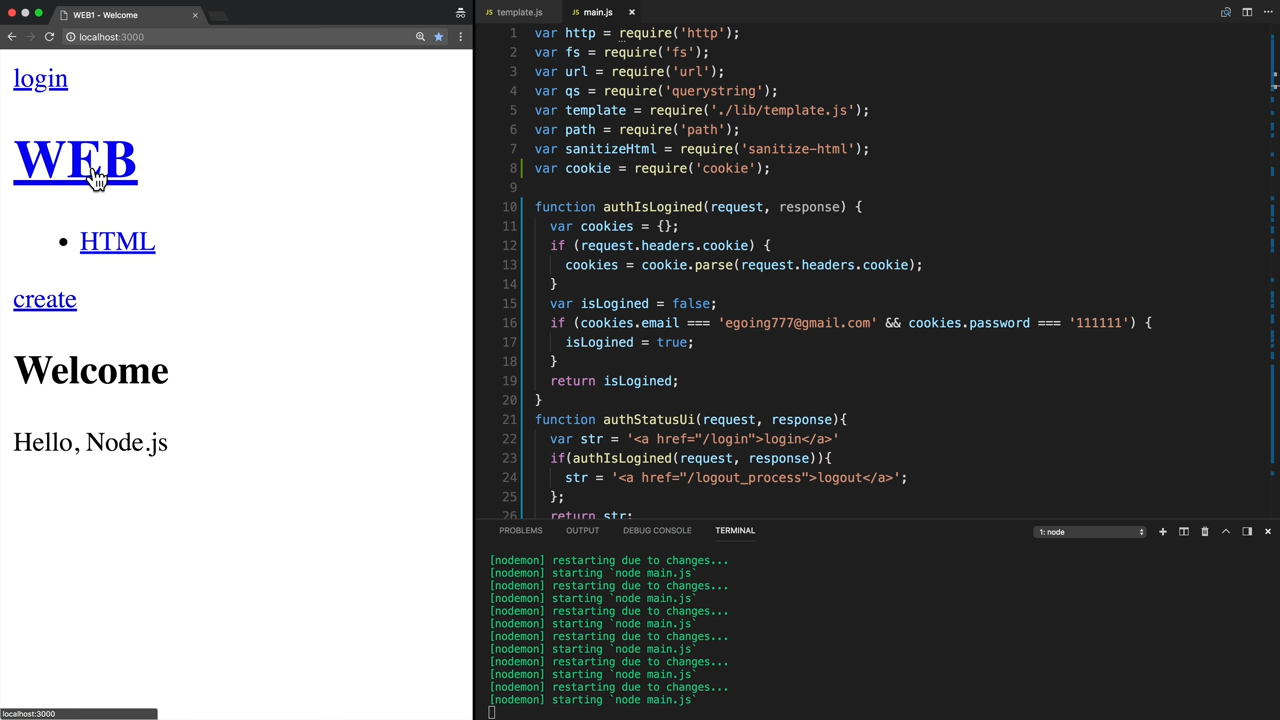 WEB1 - Welcome
localhost:3000
login
WEB
HTML
create
Welcome
Hello, Node.js
localhost:3000
template.js
main.js
1 var http = require('http');
2 var fs = require('fs');
3 var url = require('url');
4 var qs = require('querystring');
5 var template = require('./lib/template.js');
6 var path = require('path');
7 var sanitizeHtml = require('sanitize-html');
8 var cookie = require('cookie');
9
10 function authIsLogined(request, response) {
11 var cookies = {};
12 if (request.headers.cookie) {
13 cookies = cookie.parse(request.headers.cookie);
14 }
15 var isLogined = false;
16 if (cookies.email === 'egoing777@gmail.com' && cookies.password === '111111') {
17 isLogined = true;
18 }
19 return isLogined;
20 }
21 function authStatusUi(request, response){
22 var str = '<a href="/login">login</a>'
23 if(authIsLogined(request, response)){
24 str = '<a href="/logout_process">logout</a>';
25 };
26 return str;
PROBLEMS OUTPUT DEBUG CONSOLE TERMINAL
1: node
[nodemon] restarting due to changes...
[nodemon] starting `node main.js`
[nodemon] restarting due to changes...
[nodemon] starting `node main.js`
[nodemon] restarting due to changes...
[nodemon] starting `node main.js`
[nodemon] restarting due to changes...
[nodemon] starting `node main.js`
[nodemon] restarting due to changes...
[nodemon] starting `node main.js`
[nodemon] restarting due to changes...
[nodemon] starting `node main.js`